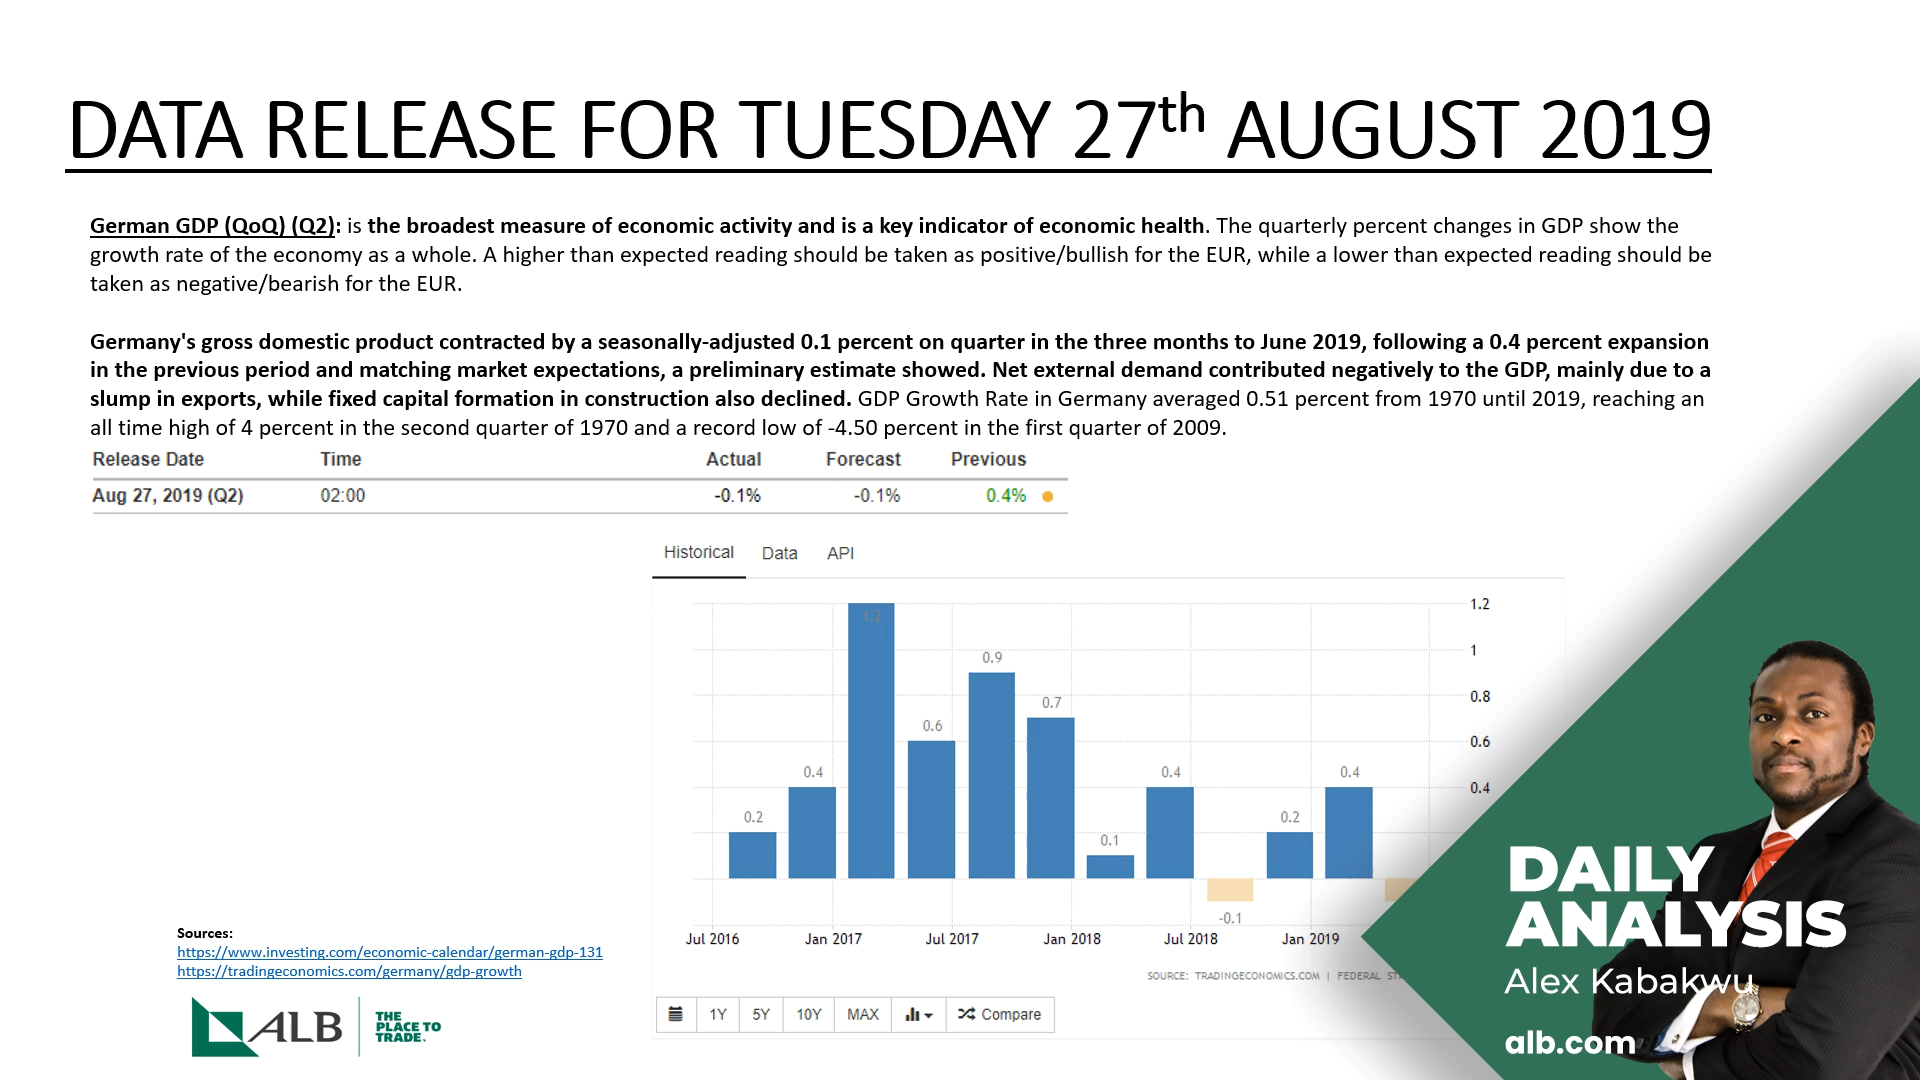 DATA RELEASE FOR TUESDAY 27th AUGUST 2019
German GDP (QoQ) (Q2): is the broadest measure of economic activity and is a key indicator of economic health. The quarterly percent changes in GDP show the
growth rate of the economy as a whole. A higher than expected reading should be taken as positive/bullish for the EUR, while a lower than expected reading should be
taken as negative/bearish for the EUR.
Germany's gross domestic product contracted by a seasonally-adjusted 0.1 percent on quarter in the three months to June 2019, following a 0.4 percent expansion
in the previous period and matching market expectations, a preliminary estimate showed. Net external demand contributed negatively to the GDP, mainly due to a
slump in exports, while fixed capital formation in construction also declined. GDP Growth Rate in Germany averaged 0.51 percent from 1970 until 2019, reaching an
all time high of 4 percent in the second quarter of 1970 and a record low of -4.50 percent in the first quarter of 2009.
Release Date Time Actual Forecast Previous
Aug 27, 2019 (Q2) 02:00 -0.1% -0.1% 0.4%
Historical Data API
1.2
1
0.8
0.6
0.4
0.2
0.4
1.2
0.6
0.9
0.7
0.1
0.4
-0.1
0.2
0.4
Jul 2016 Jan 2017 Jul 2017 Jan 2018 Jul 2018 Jan 2019
SOURCE: TRADINGECONOMICS.COM | FEDERAL
1Y 5Y 10Y MAX Compare
Sources:
https://www.investing.com/economic-calendar/german-gdp-131
https://tradingeconomics.com/germany/gdp-growth
ALB
THE
PLACE TO
TRADE.
DAILY
ANALYSIS
Alex Kabakwu
alb.com